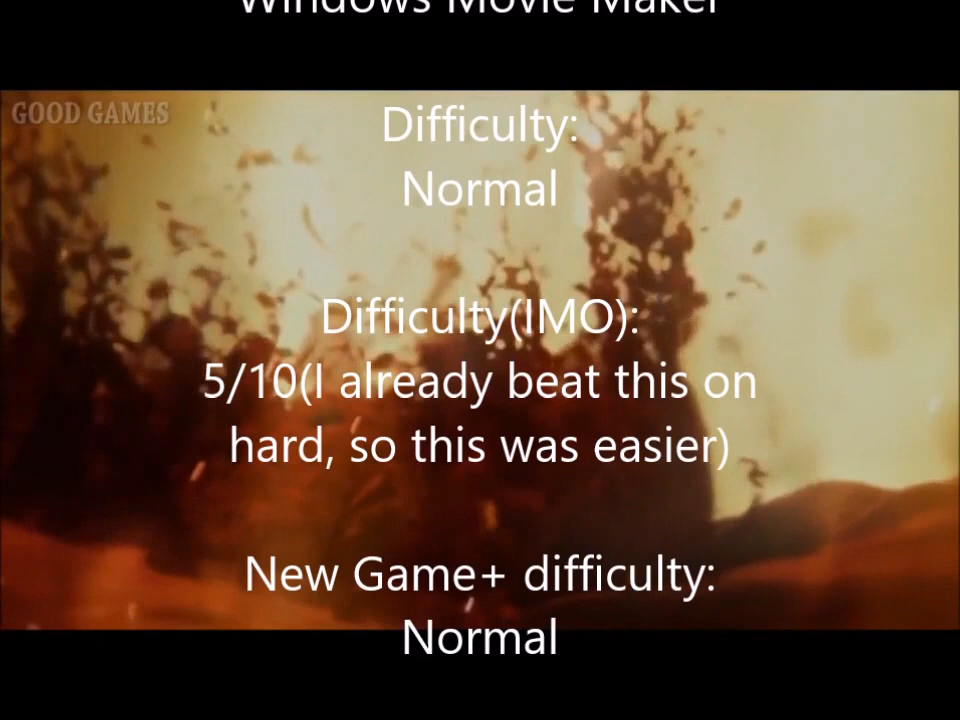 Windows Movie Maker
GOOD GAMES
Difficulty:
Normal
Difficulty(IMO):
5/10(I already beat this on
hard, so this was easier)
New Game+ difficulty:
Normal